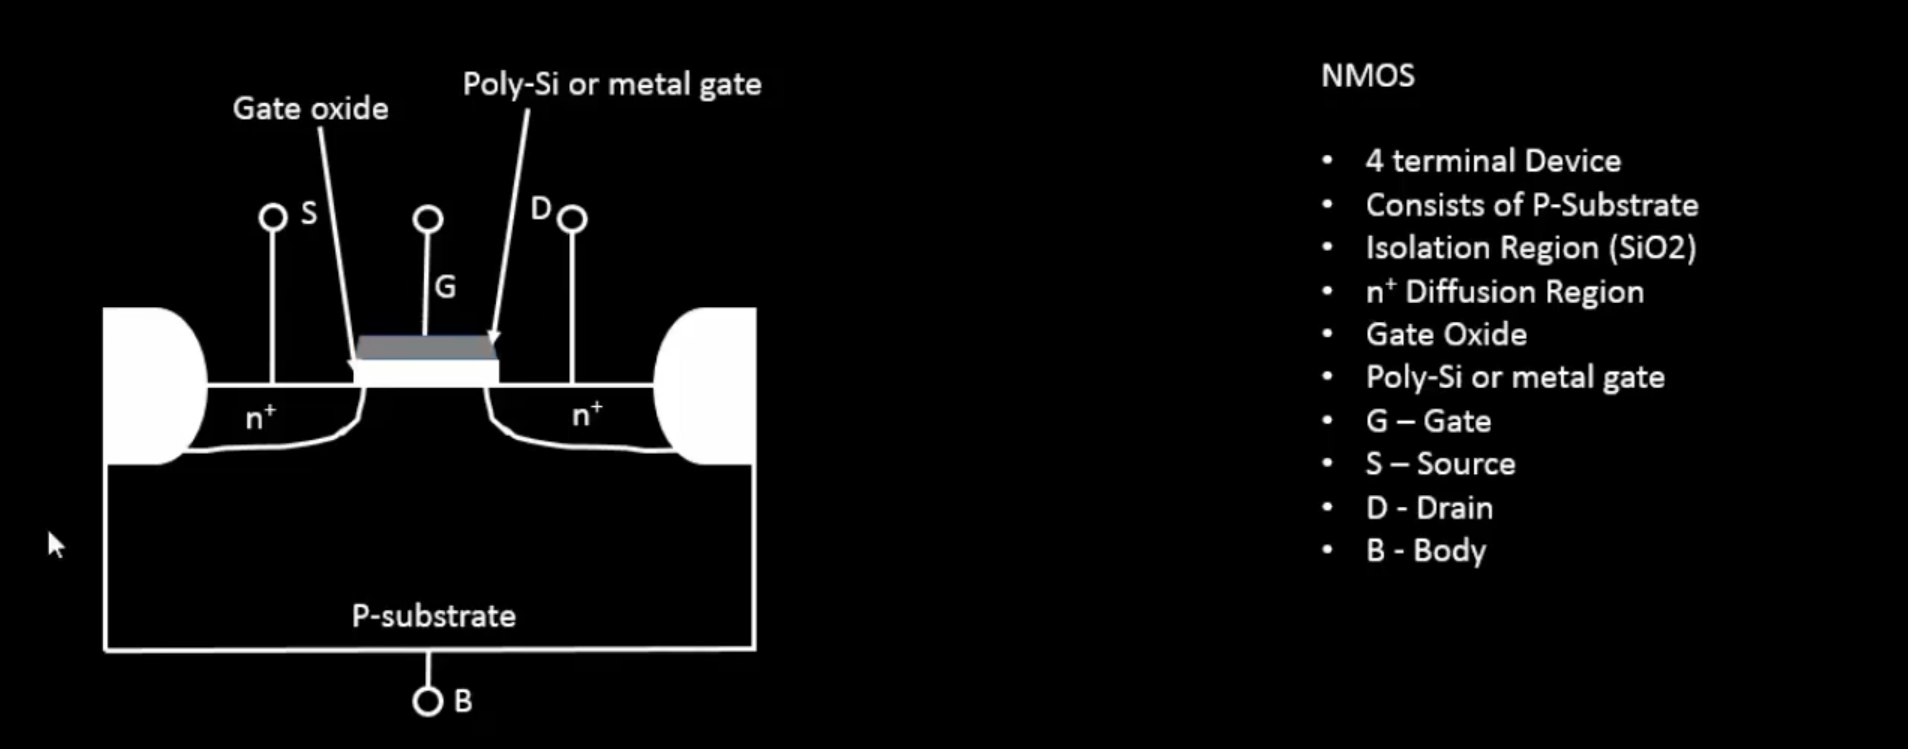 Gate oxide
Poly-Si or metal gate
S
G
D
n⁺
n⁺
P-substrate
B
NMOS
• 4 terminal Device
• Consists of P-Substrate
• Isolation Region (SiO2)
• n⁺ Diffusion Region
• Gate Oxide
• Poly-Si or metal gate
• G – Gate
• S – Source
• D - Drain
• B - Body